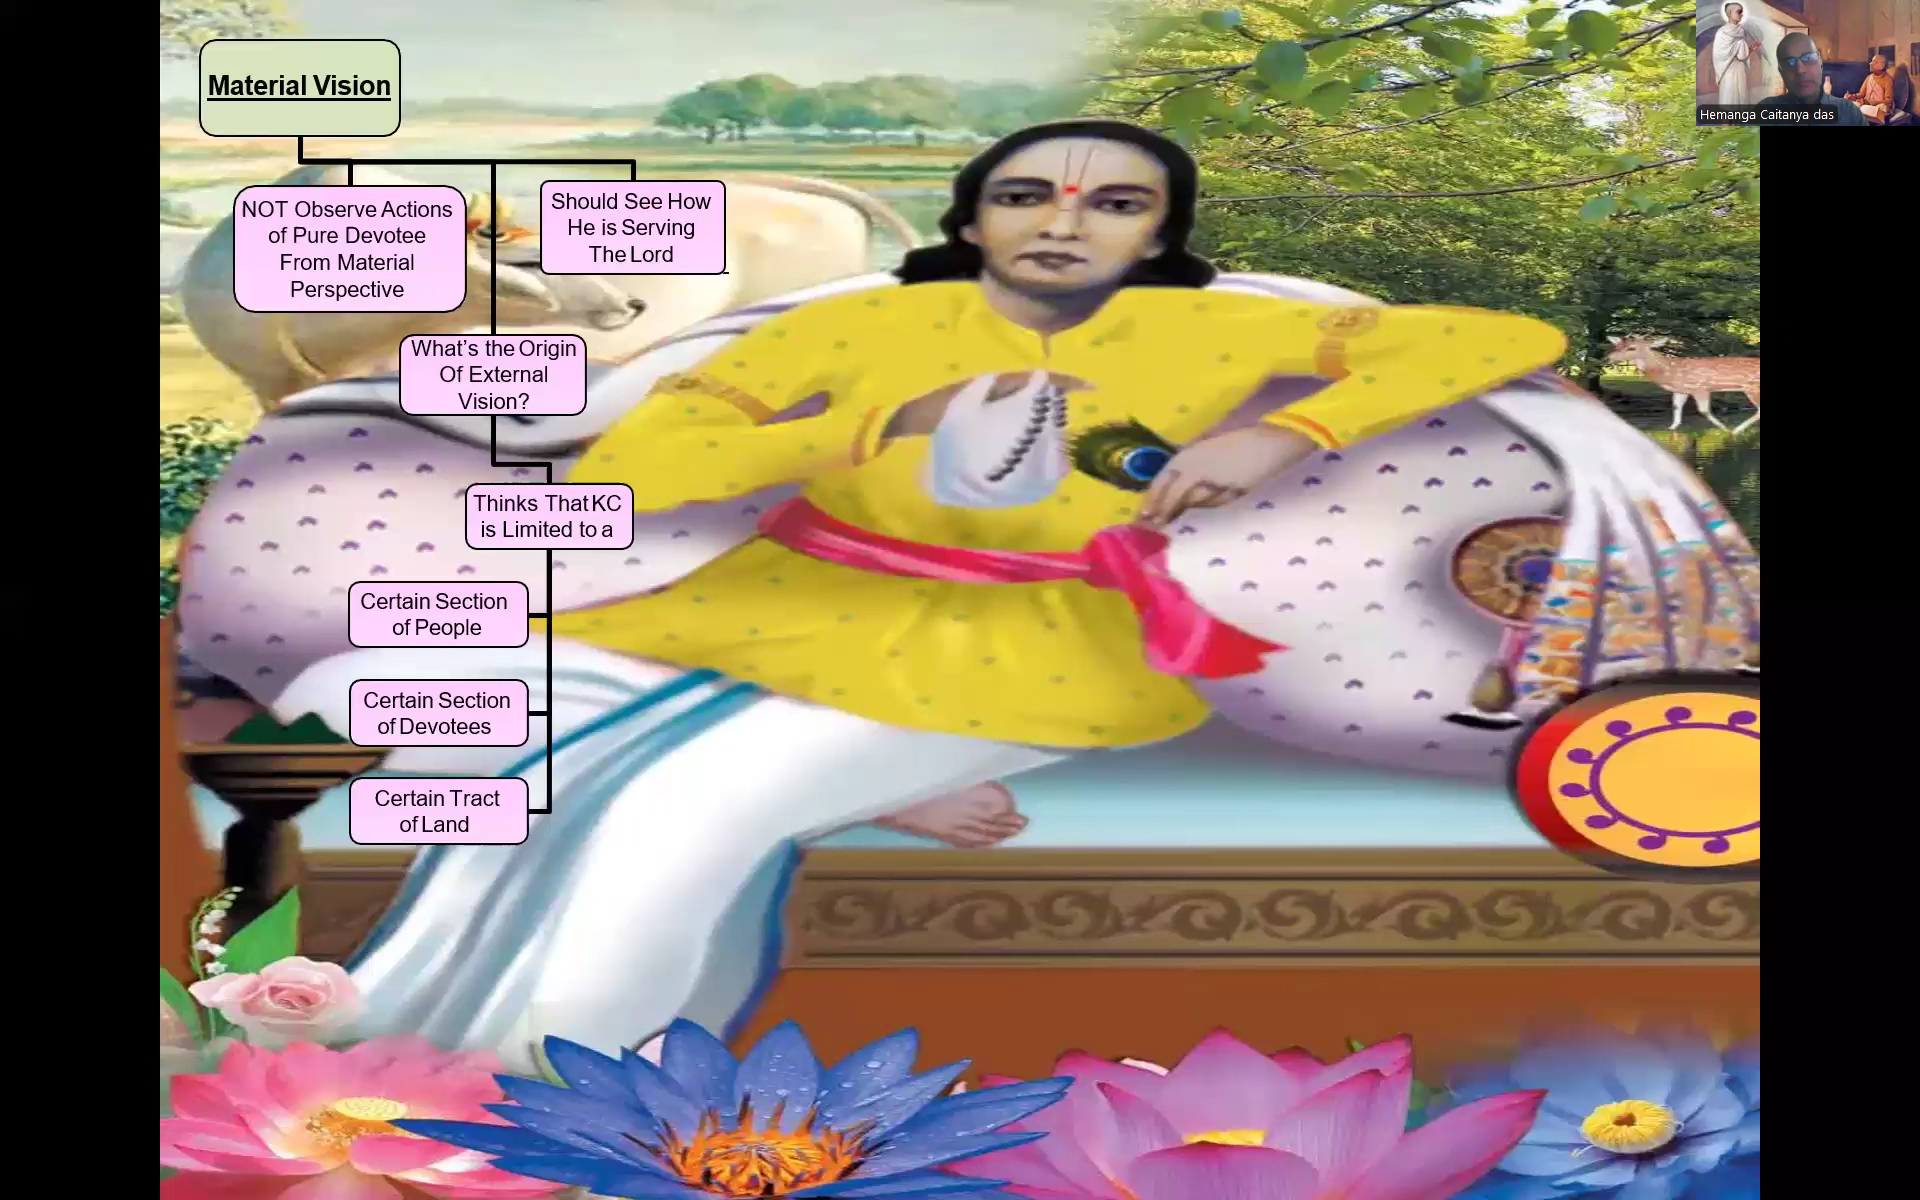 Material Vision
NOT Observe Actions
of Pure Devotee
From Material
Perspective
Should See How
He is Serving
The Lord
What's the Origin
Of External
Vision?
Thinks That KC
is Limited to a
Certain Section
of People
Certain Section
of Devotees
Certain Tract
of Land
Hemanga Caitanya das